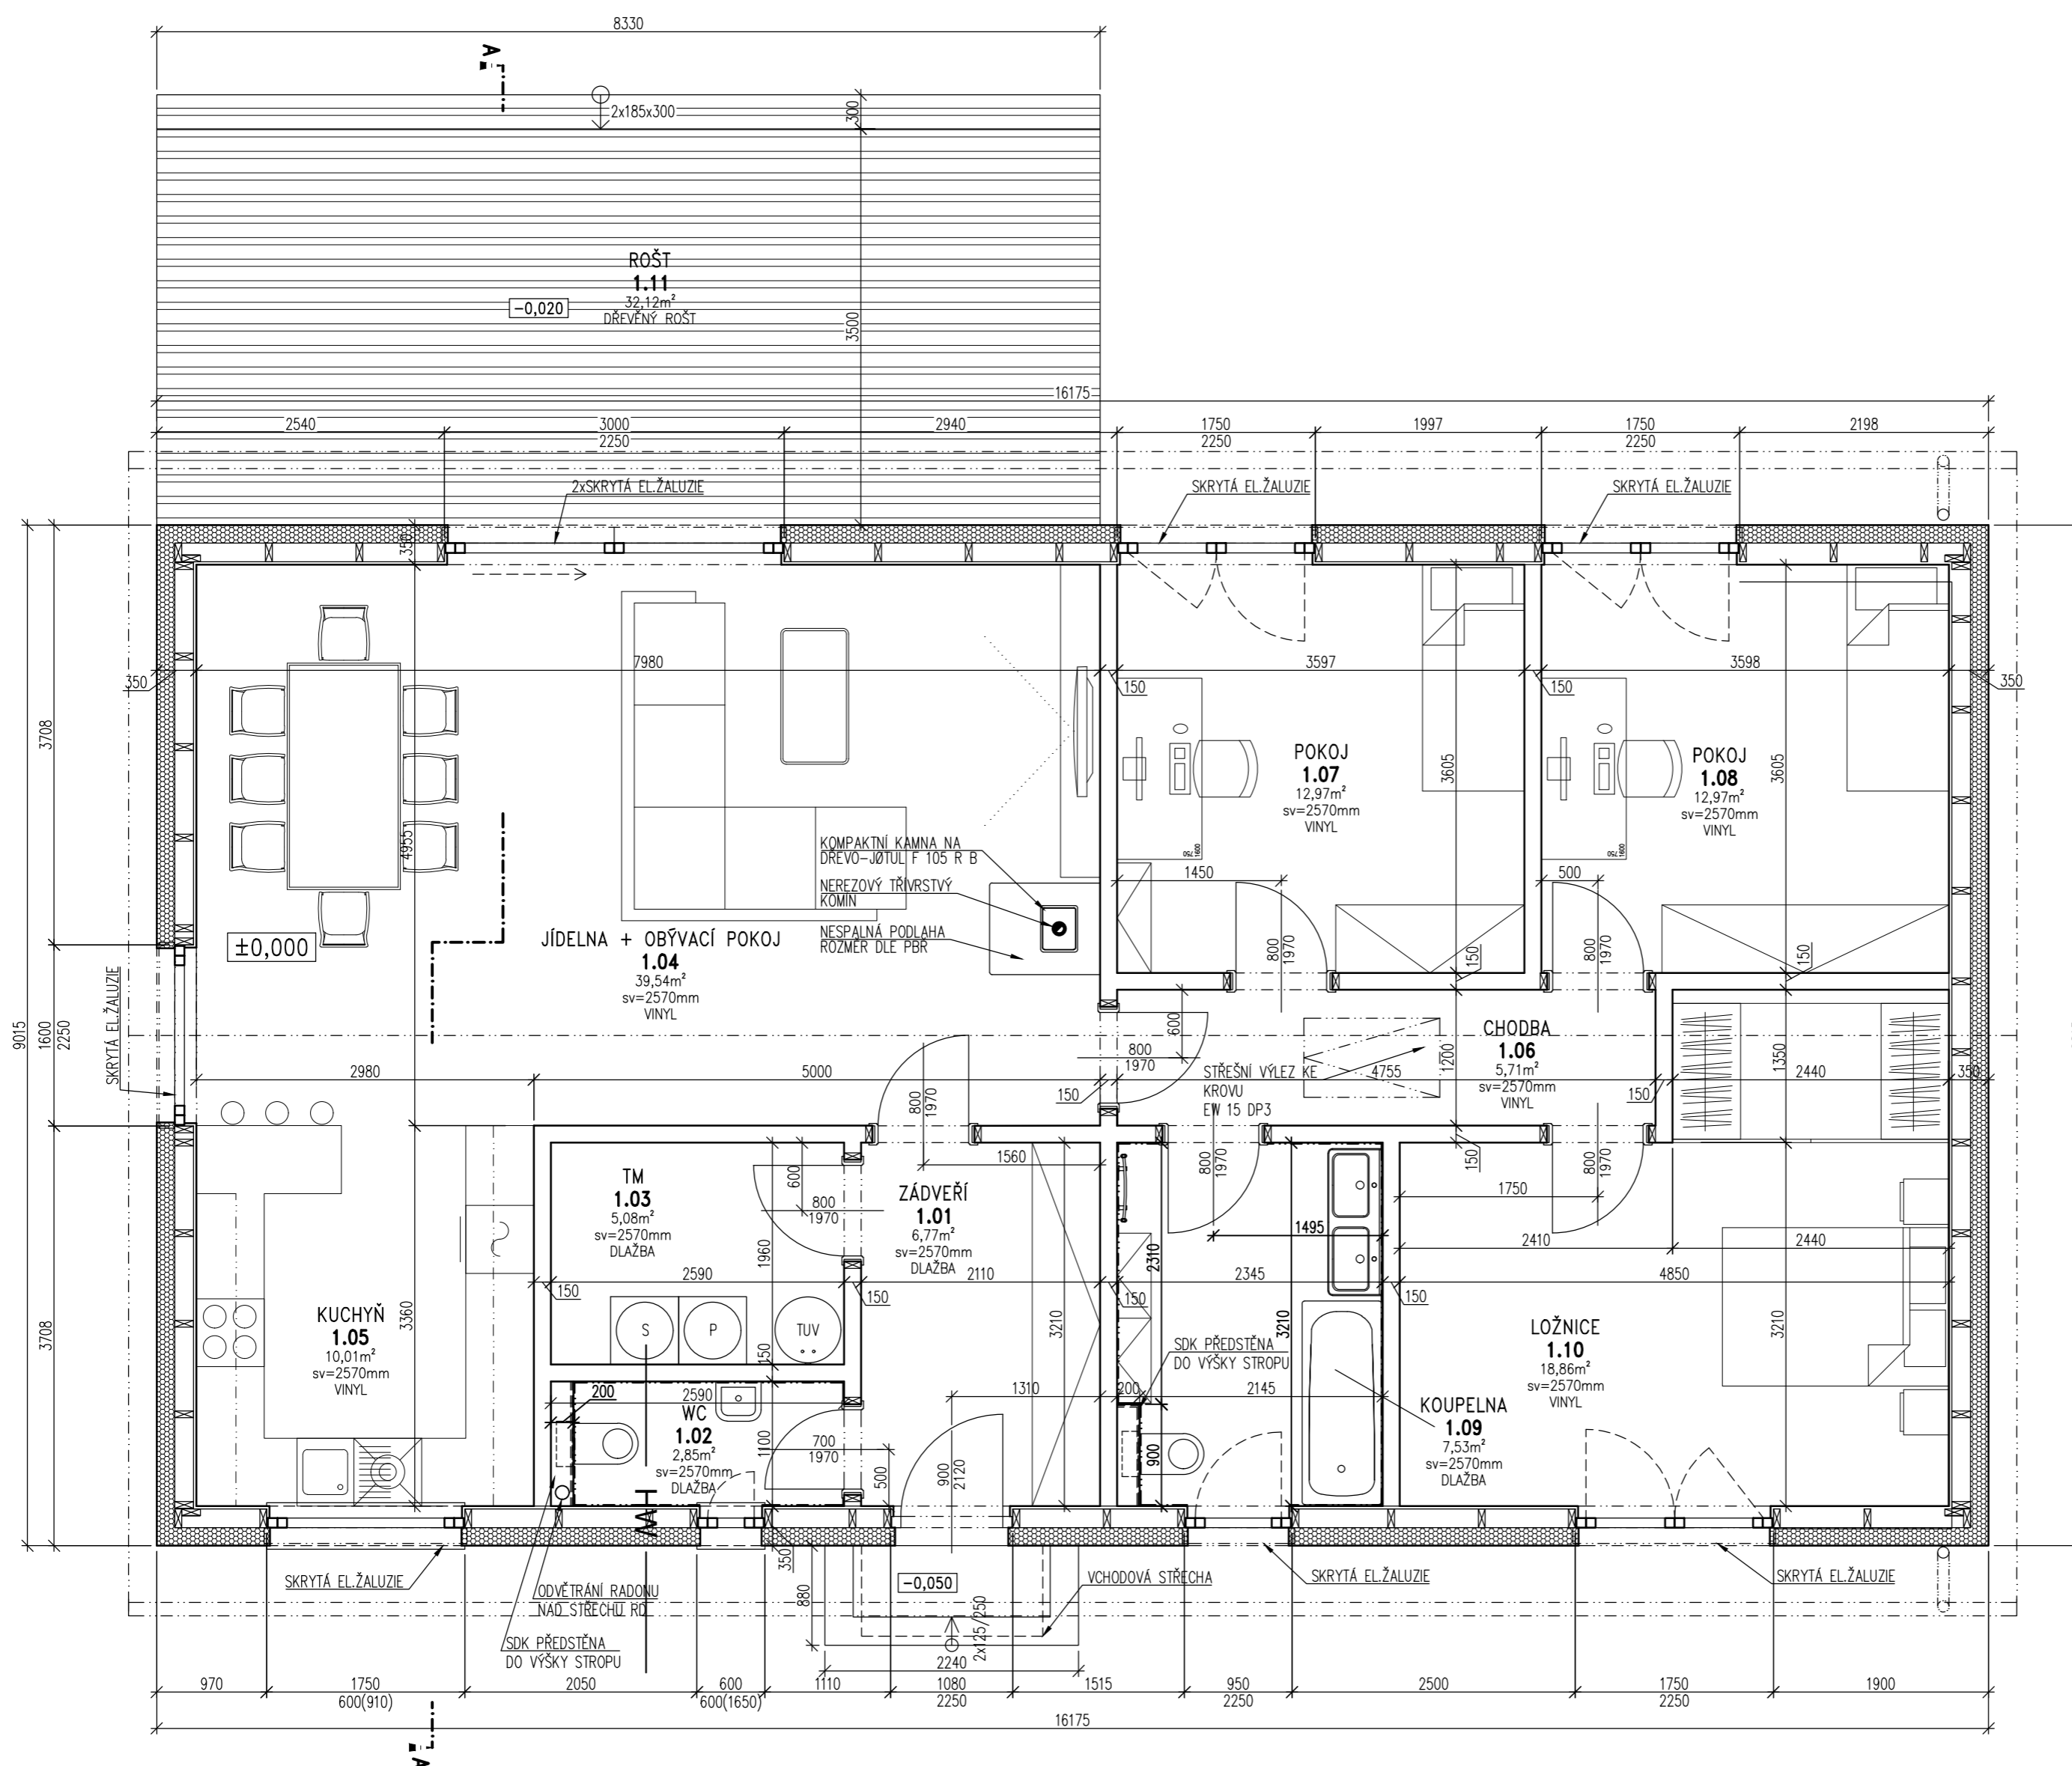 8330
A
2x185x300
300
ROŠT
1.11
32,12m²
DŘEVĚNÝ ROŠT
-0,020
3500
16175
2540
3000
2250
2940
1750
2250
1997
1750
2250
2198
2xSKRYTÁ EL.ŽALUZIE
SKRYTÁ EL.ŽALUZIE
SKRYTÁ EL.ŽALUZIE
350
350
7980
150
3597
150
3598
350
9015
3708
1600
2250
3708
SKRYTÁ EL.ŽALUZIE
4955
POKOJ
1.07
12,97m²
sv=2570mm
VINYL
3605
POKOJ
1.08
12,97m²
sv=2570mm
VINYL
3605
KOMPAKTNÍ KAMNA NA
DŘEVO-JØTUL F 105 R B
NEREZOVÝ TŘÍVRSTVÝ
KOMÍN
NESPALNÁ PODLAHA
ROZMĚR DLE PBŘ
1450
500
800
1970
150
800
1970
150
±0,000
JÍDELNA + OBÝVACÍ POKOJ
1.04
39,54m²
sv=2570mm
VINYL
600
800
1970
CHODBA
1.06
5,71m²
sv=2570mm
VINYL
1200
1350
STŘEŠNÍ VÝLEZ KE
KROVU
EW 15 DP3
2980
5000
150
4755
150
2440
350
800
1970
1560
800
1970
150
800
1970
TM
1.03
5,08m²
sv=2570mm
DLAŽBA
600
800
1970
1960
ZÁDVEŘÍ
1.01
6,77m²
sv=2570mm
DLAŽBA
1495
2310
1750
2410
2440
150
2590
150
2110
150
2345
150
4850
3210
3210
3210
KUCHYŇ
1.05
10,01m²
sv=2570mm
VINYL
3360
S
P
TUV
150
SDK PŘEDSTĚNA
DO VÝŠKY STROPU
LOŽNICE
1.10
18,86m²
sv=2570mm
VINYL
200
2590
1310
200
2145
WC
1.02
2,85m²
sv=2570mm
DLAŽBA
1100
700
1970
500
900
2120
900
KOUPELNA
1.09
7,53m²
sv=2570mm
DLAŽBA
350
880
SKRYTÁ EL.ŽALUZIE
ODVĚTRÁNÍ RADONU
NAD STŘECHU RD
SDK PŘEDSTĚNA
DO VÝŠKY STROPU
-0,050
2x125/250
VCHODOVÁ STŘECHA
SKRYTÁ EL.ŽALUZIE
SKRYTÁ EL.ŽALUZIE
2240
970
1750
600(910)
2050
600
600(1650)
1110
1080
2250
1515
950
2250
2500
1750
2250
1900
16175
A